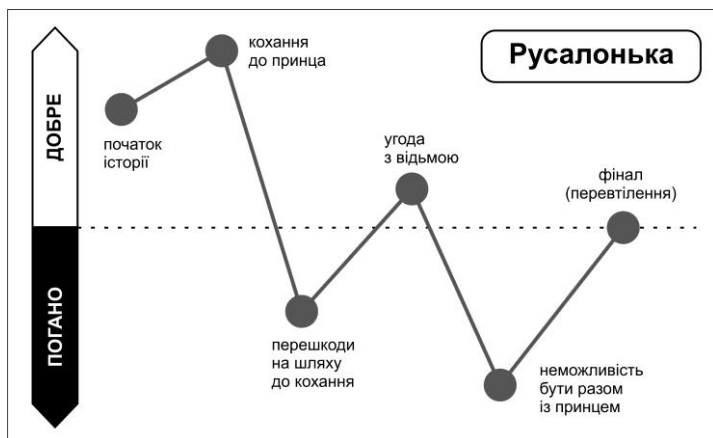 Русалонька
ДОБРЕ
ПОГАНО
початок
історії
кохання
до принца
перешкоди
на шляху
до кохання
угода
з відьмою
неможливість
бути разом
із принцем
фінал
(перевтілення)